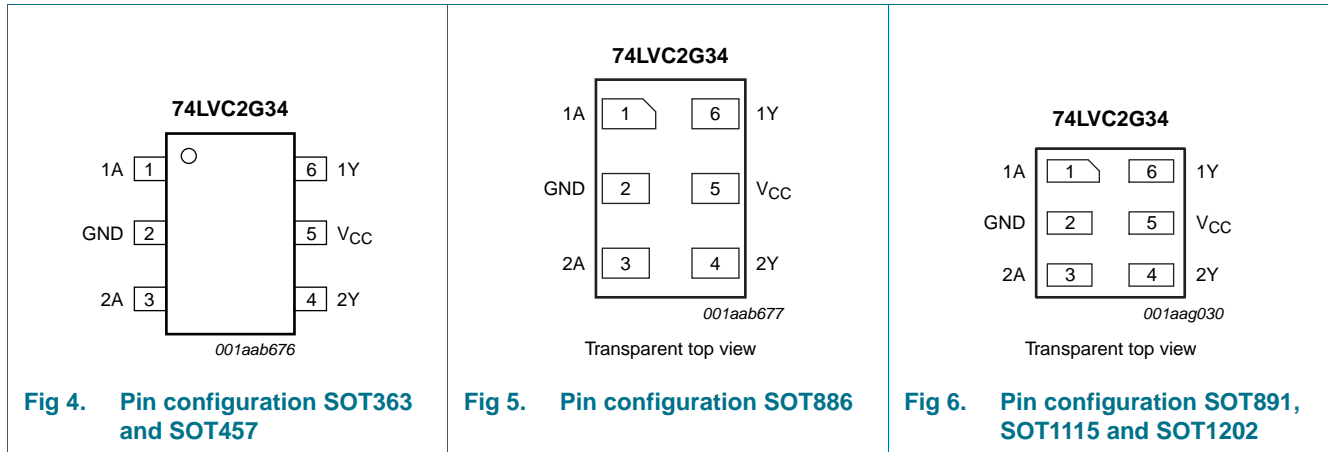 74LVC2G34
1A 1 6 1Y
GND 2 5 VCC
2A 3 4 2Y
001aab676
Fig 4. Pin configuration SOT363
and SOT457
74LVC2G34
1A 1 6 1Y
GND 2 5 VCC
2A 3 4 2Y
001aab677
Transparent top view
Fig 5. Pin configuration SOT886
74LVC2G34
1A 1 6 1Y
GND 2 5 VCC
2A 3 4 2Y
001aag030
Transparent top view
Fig 6. Pin configuration SOT891,
SOT1115 and SOT1202